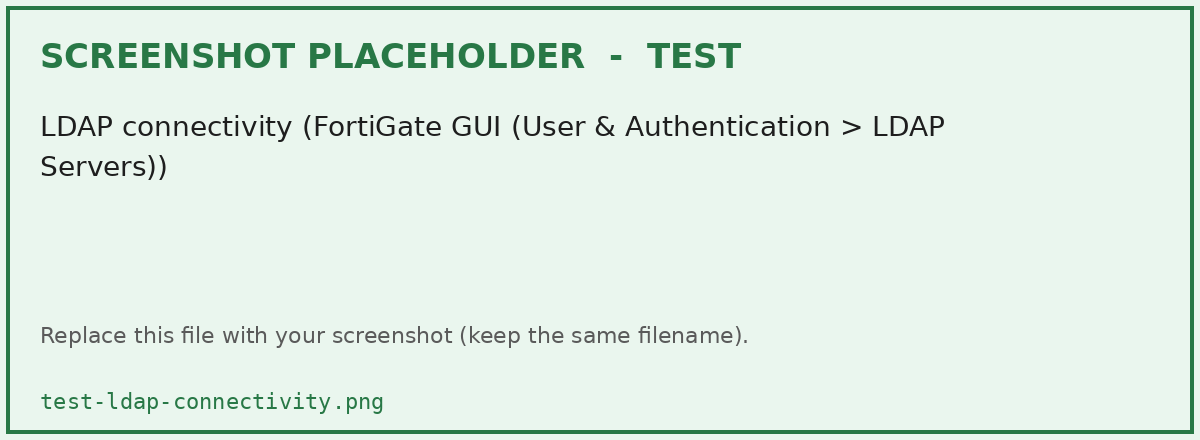 SCREENSHOT PLACEHOLDER - TEST
LDAP connectivity (FortiGate GUI (User & Authentication > LDAP
Servers))
Replace this file with your screenshot (keep the same filename).
test-ldap-connectivity.png